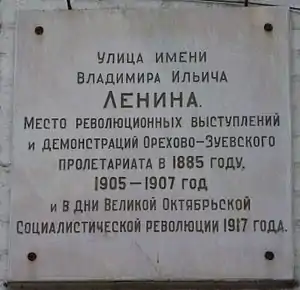 Улица имени
Владимира Ильича
Ленина.
Место революционных выступлений
и демонстраций Орехово-Зуевского
пролетариата в 1885 году,
1905—1907 год
и в дни Великой Октябрьской
Социалистической революции 1917 года.